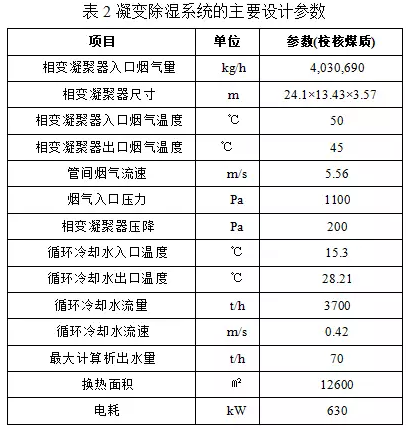 表 2 凝变除湿系统的主要设计参数
项目 单位 参数(校核煤质)
相变凝聚器入口烟气量 kg/h 4,030,690
相变凝聚器尺寸 m 24.1×13.43×3.57
相变凝聚器入口烟气温度 ℃ 50
相变凝聚器出口烟气温度 ℃ 45
管间烟气流速 m/s 5.56
烟气入口压力 Pa 1100
相变凝聚器压降 Pa 200
循环冷却水入口温度 ℃ 15.3
循环冷却水出口温度 ℃ 28.21
循环冷却水流量 t/h 3700
循环冷却水流速 m/s 0.42
最大计算析出水量 t/h 70
换热面积 ㎡ 12600
电耗 kW 630